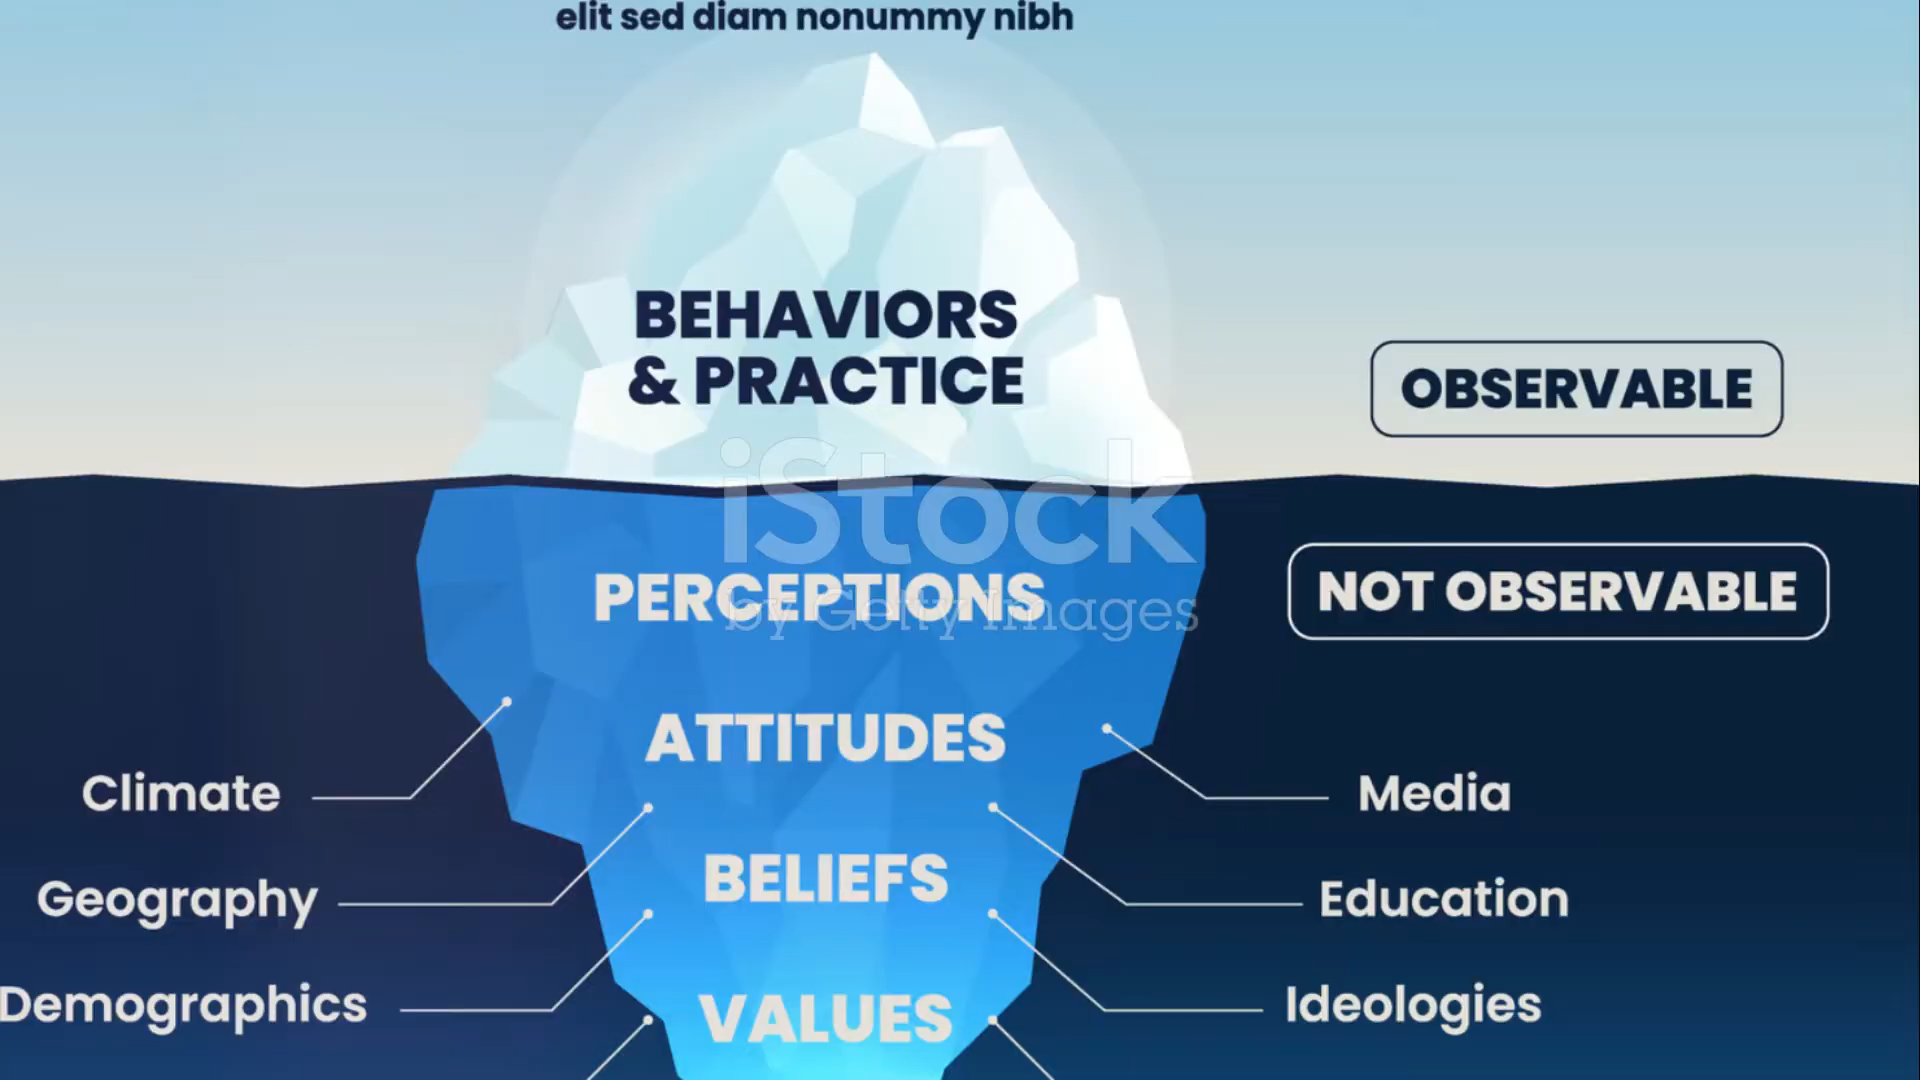 elit sed diam nonummy nibh
BEHAVIORS
& PRACTICE
OBSERVABLE
iStock
by Getty Images
NOT OBSERVABLE
PERCEPTIONS
ATTITUDES
Climate
Media
BELIEFS
Geography
Education
Demographics
Ideologies
VALUES